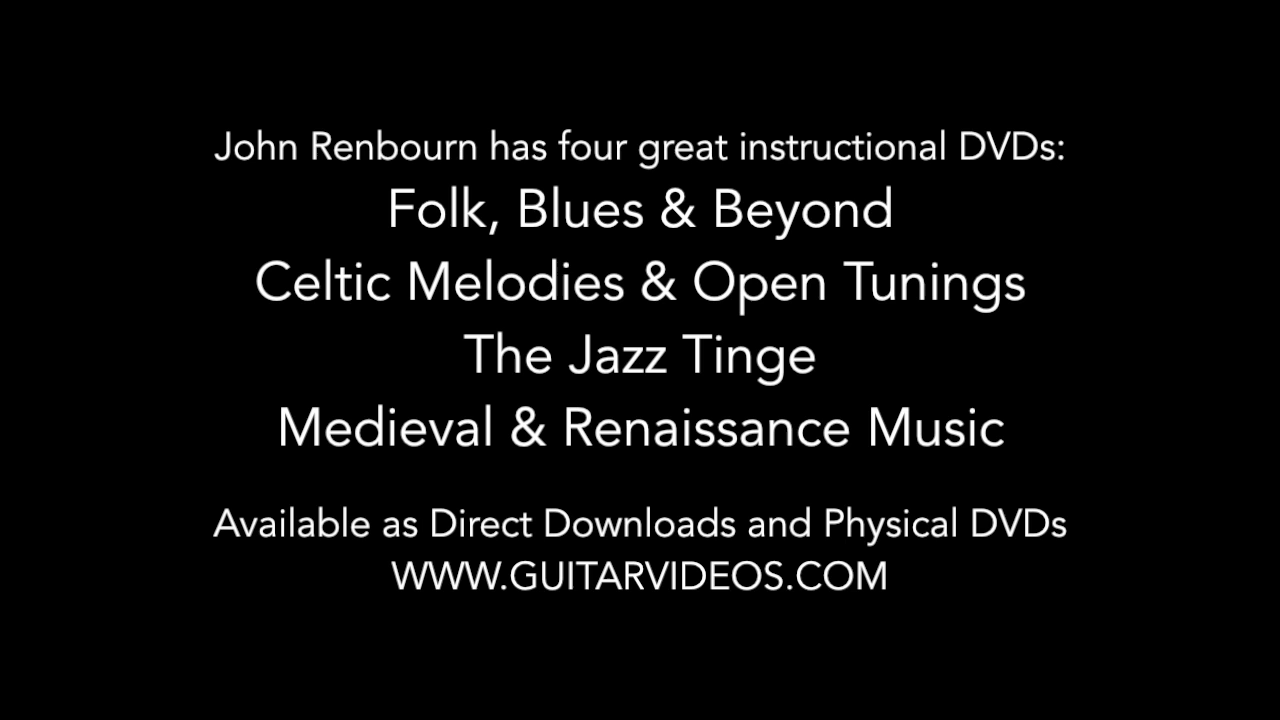 John Renbourn has four great instructional DVDs:
Folk, Blues & Beyond
Celtic Melodies & Open Tunings
The Jazz Tinge
Medieval & Renaissance Music
Available as Direct Downloads and Physical DVDs
WWW.GUITARVIDEOS.COM